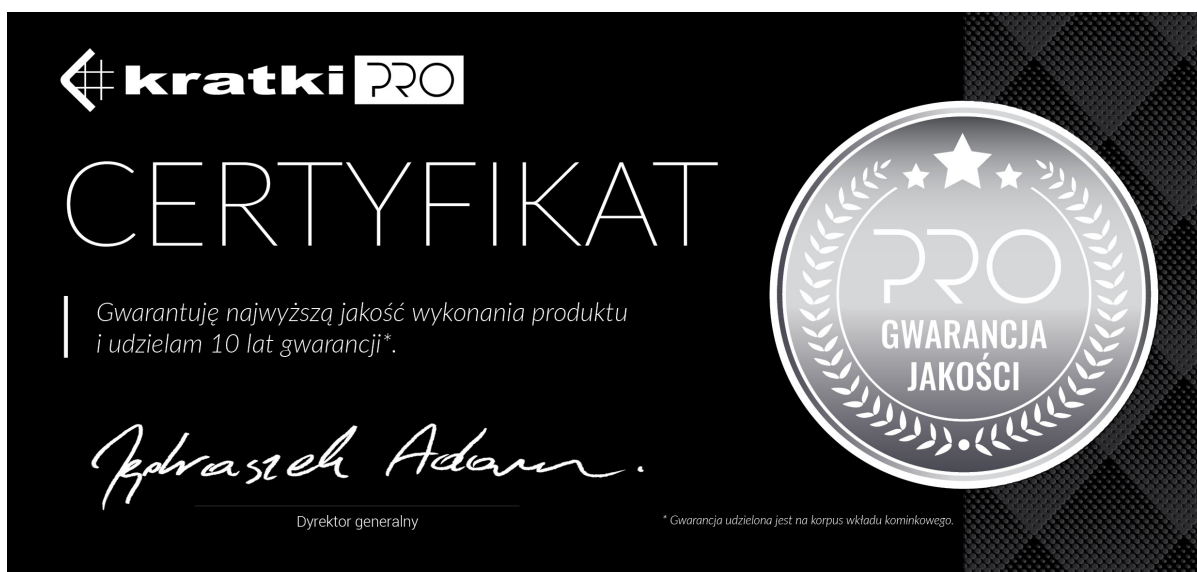 kratki PRO
CERTYFIKAT
Gwarantuję najwyższą jakość wykonania produktu
i udzielam 10 lat gwarancji*.
Jędraszek Adam
Dyrektor generalny
* Gwarancja udzielona jest na korpus wkładu kominkowego.
PRO
GWARANCJA
JAKOŚCI